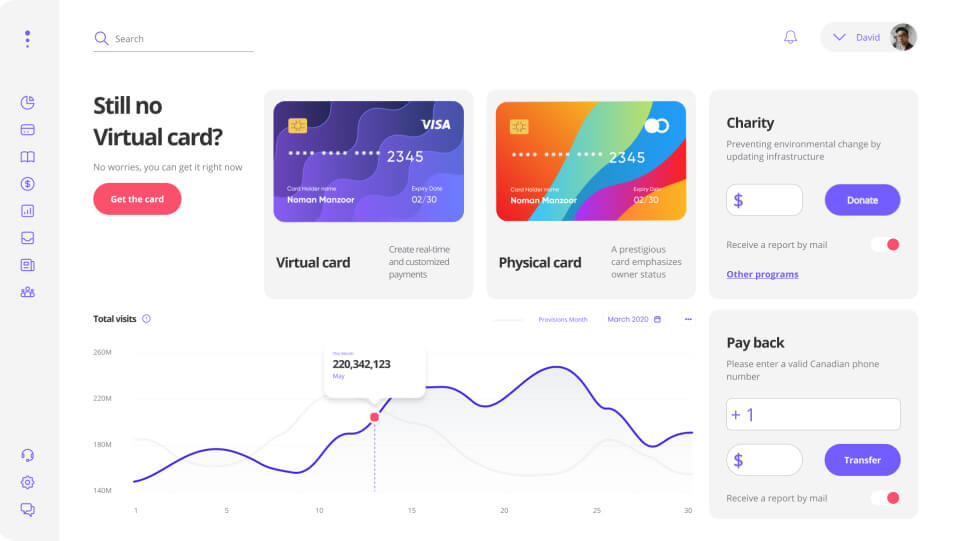 Search
David
Still no
Virtual card?
No worries, you can get it right now
Get the card
VISA
2345
Card Holder name
Expiry Date
Noman Manzoor
02/30
Virtual card
Create real-time
and customized
payments
2345
Card Holder name
Expiry Date
Noman Manzoor
02/30
Physical card
A prestigious
card emphasizes
owner status
Charity
Preventing environmental change by
updating infrastructure
$
Donate
Receive a report by mail
Other programs
Total visits
Provisions Month
March 2020
260M
220M
180M
140M
This Month
220,342,123
May
1
5
10
15
20
25
30
Pay back
Please enter a valid Canadian phone
number
+ 1
$
Transfer
Receive a report by mail